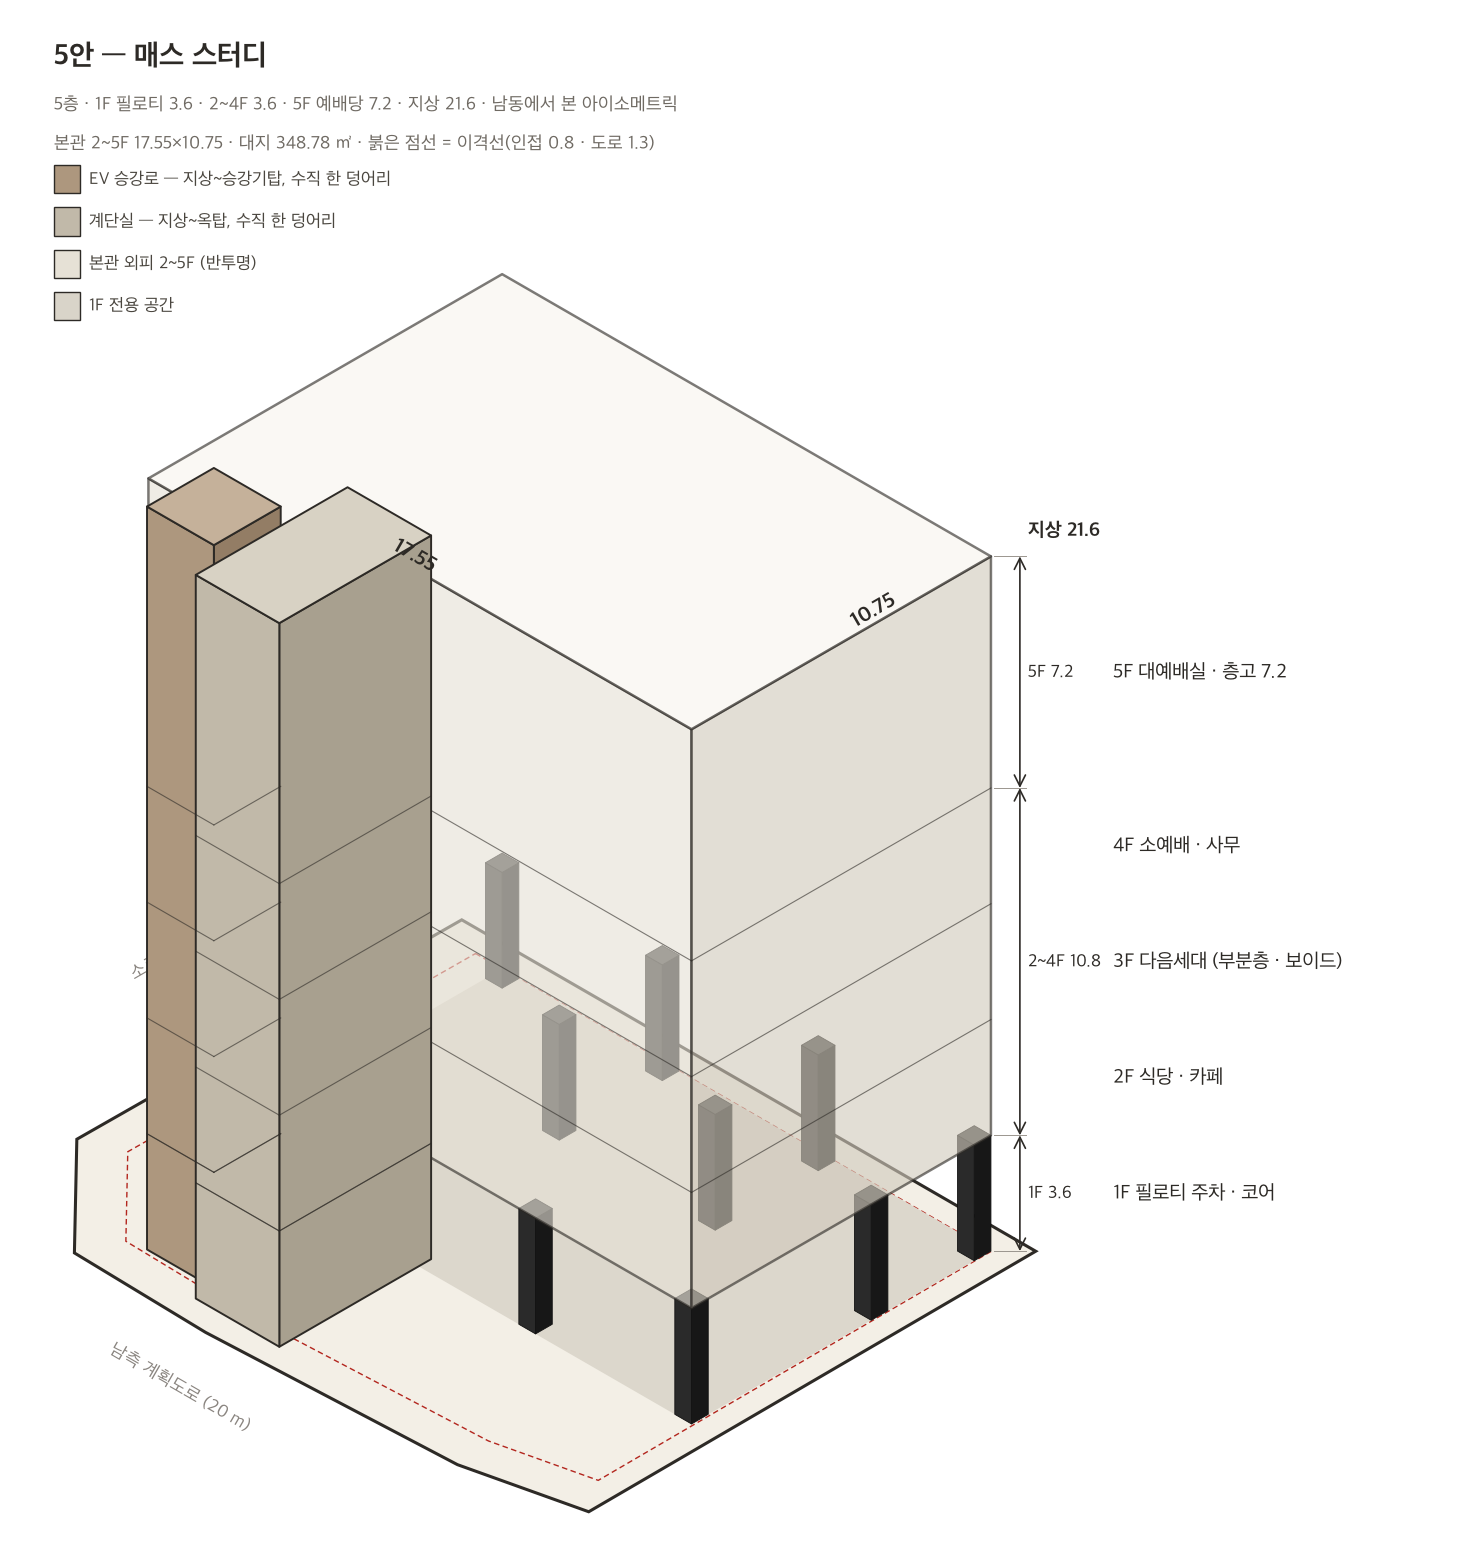 5안 — 매스 스터디
5층 · 1F 필로티 3.6 · 2~4F 3.6 · 5F 예배당 7.2 · 지상 21.6 · 남동에서 본 아이소메트릭
본관 2~5F 17.55×10.75 · 대지 348.78 ㎡ · 붉은 점선 = 이격선(인접 0.8 · 도로 1.3)
EV 승강로 — 지상~승강기탑, 수직 한 덩어리
계단실 — 지상~옥탑, 수직 한 덩어리
본관 외피 2~5F (반투명)
1F 전용 공간
지상 21.6
17.55
10.75
5F 7.2
5F 대예배실 · 층고 7.2
4F 소예배 · 사무
2~4F 10.8
3F 다음세대 (부분층 · 보이드)
2F 식당 · 카페
1F 3.6
1F 필로티 주차 · 코어
남측 계획도로 (20 m)